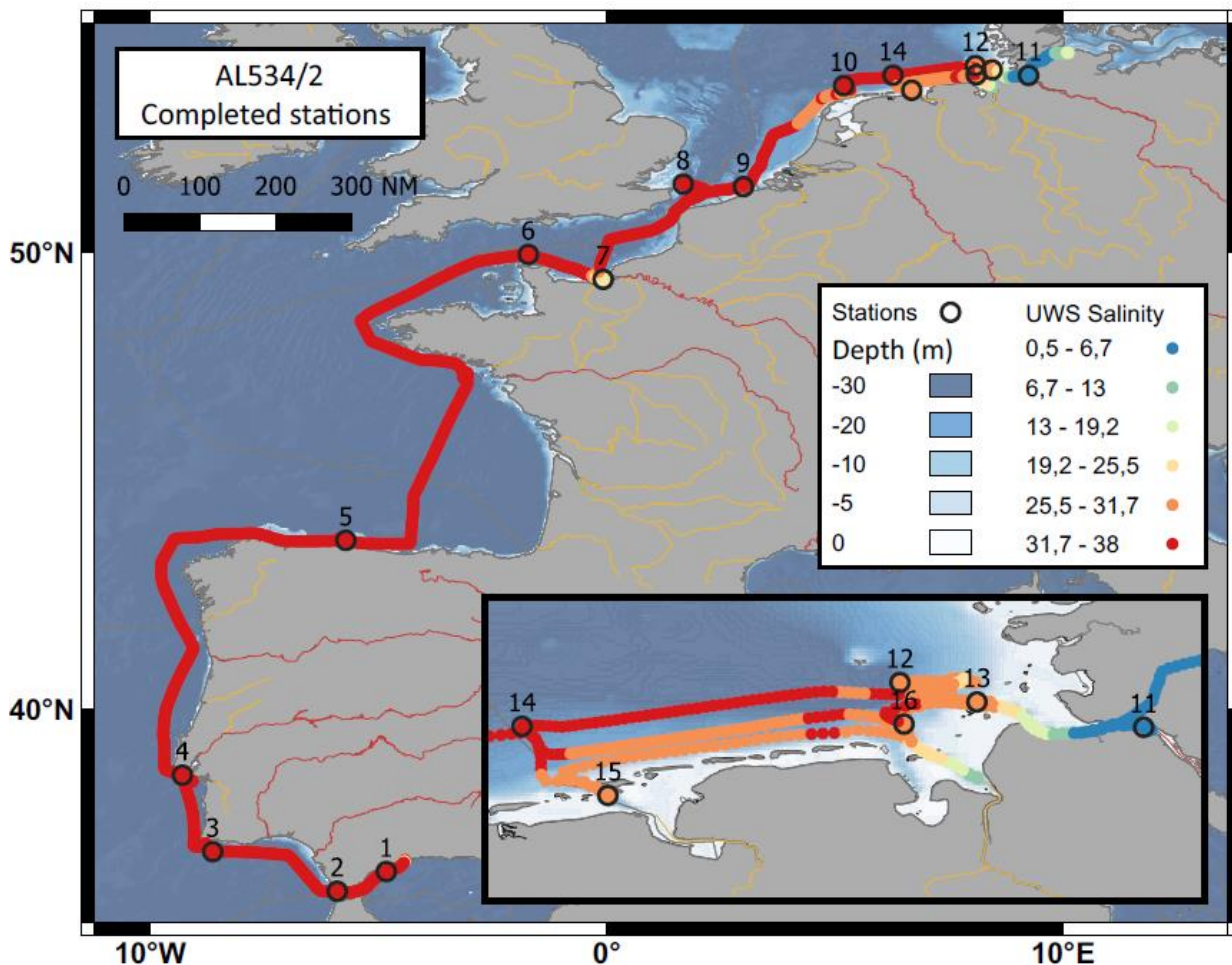 AL534/2
Completed stations
0 100 200 300 NM
50°N
40°N
10°W 0° 10°E
1
2
3
4
5
6
7
8
9
10
14
12
11
Stations UWS Salinity
Depth (m) 0,5 - 6,7
-30 6,7 - 13
-20 13 - 19,2
-10 19,2 - 25,5
-5 25,5 - 31,7
0 31,7 - 38
12
13
14
16
11
15